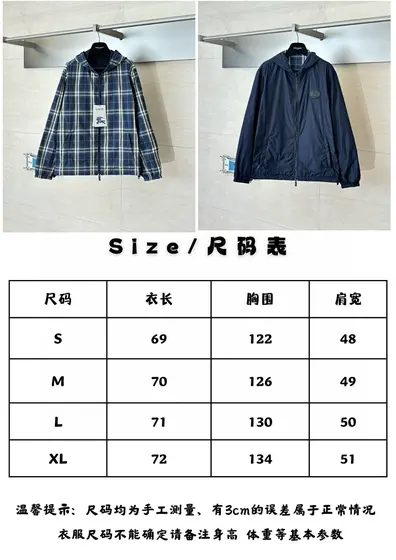 Size/尺码表
尺码 衣长 胸围 肩宽
S 69 122 48
M 70 126 49
L 71 130 50
XL 72 134 51
温馨提示：尺码均为手工测量、有3cm的误差属于正常情况
衣服尺码不能确定请备注身高 体重等基本参数